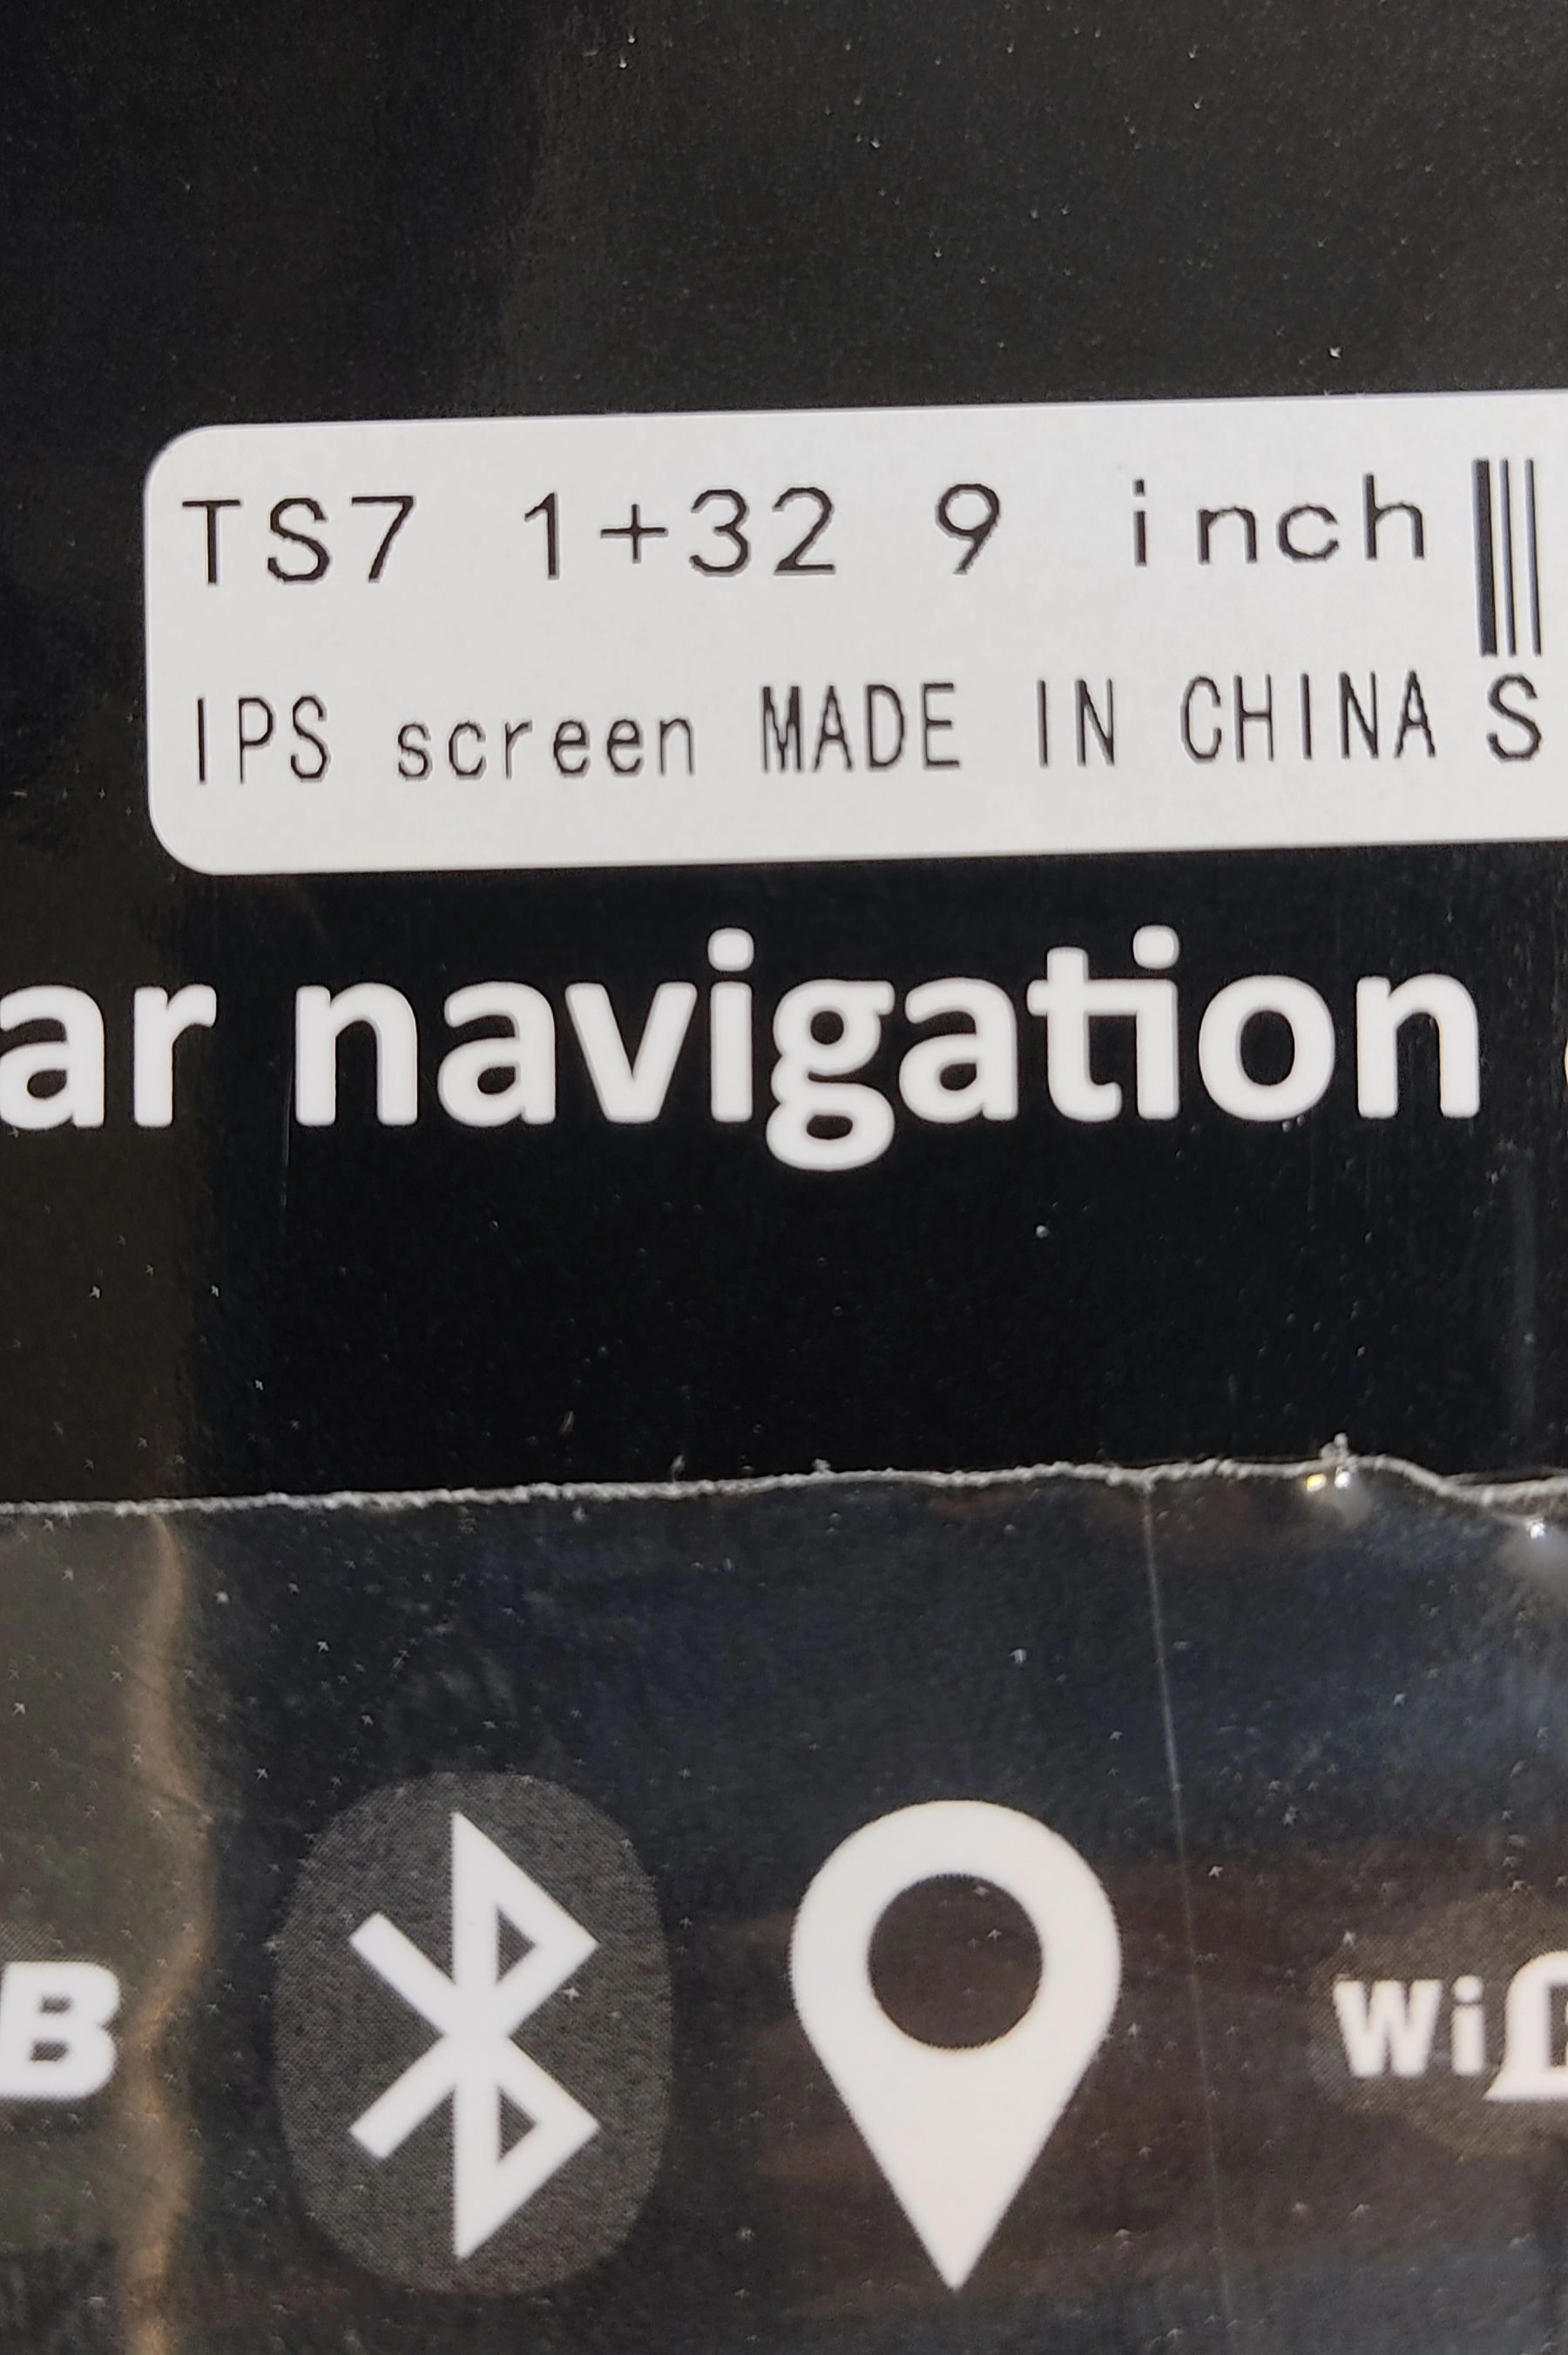 TS7 1+32 9 inch
IPS screen MADE IN CHINA S
ar navigation
B Wi